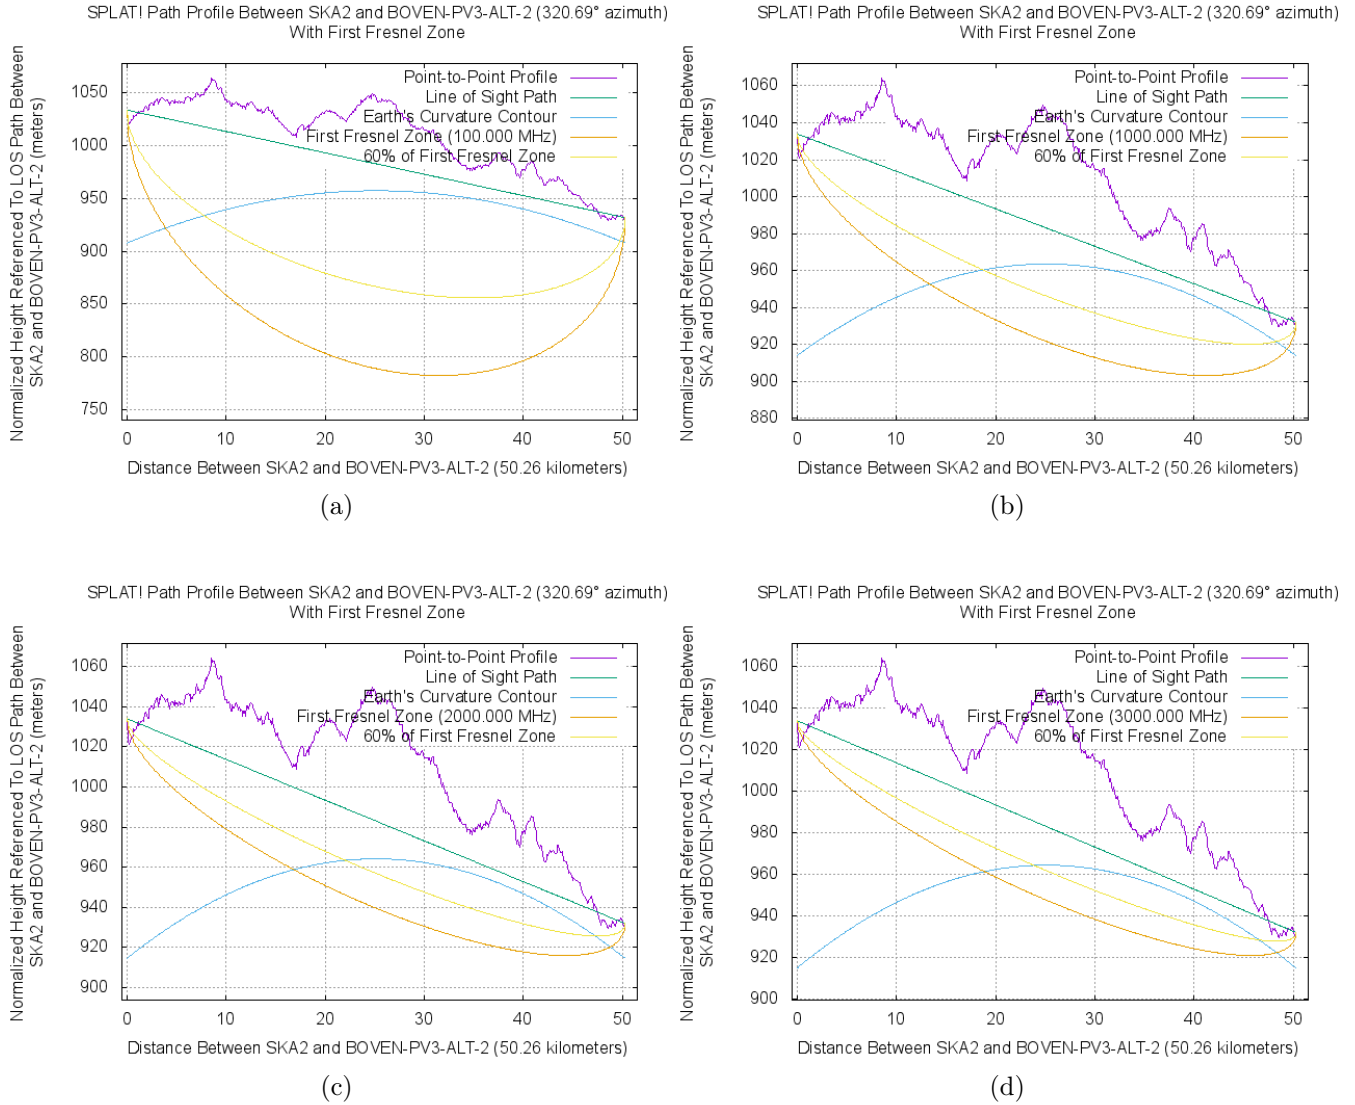 SPLAT! Path Profile Between SKA2 and BOVEN-PV3-ALT-2 (320.69° azimuth)
With First Fresnel Zone
Normalized Height Referenced To LOS Path Between
SKA2 and BOVEN-PV3-ALT-2 (meters)
1050
1000
950
900
850
800
750
Point-to-Point Profile
Line of Sight Path
Earth's Curvature Contour
First Fresnel Zone (100.000 MHz)
60% of First Fresnel Zone
0 10 20 30 40 50
Distance Between SKA2 and BOVEN-PV3-ALT-2 (50.26 kilometers)
(a)
SPLAT! Path Profile Between SKA2 and BOVEN-PV3-ALT-2 (320.69° azimuth)
With First Fresnel Zone
Normalized Height Referenced To LOS Path Between
SKA2 and BOVEN-PV3-ALT-2 (meters)
1060
1040
1020
1000
980
960
940
920
900
880
Point-to-Point Profile
Line of Sight Path
Earth's Curvature Contour
First Fresnel Zone (1000.000 MHz)
60% of First Fresnel Zone
0 10 20 30 40 50
Distance Between SKA2 and BOVEN-PV3-ALT-2 (50.26 kilometers)
(b)
SPLAT! Path Profile Between SKA2 and BOVEN-PV3-ALT-2 (320.69° azimuth)
With First Fresnel Zone
Normalized Height Referenced To LOS Path Between
SKA2 and BOVEN-PV3-ALT-2 (meters)
1060
1040
1020
1000
980
960
940
920
900
Point-to-Point Profile
Line of Sight Path
Earth's Curvature Contour
First Fresnel Zone (2000.000 MHz)
60% of First Fresnel Zone
0 10 20 30 40 50
Distance Between SKA2 and BOVEN-PV3-ALT-2 (50.26 kilometers)
(c)
SPLAT! Path Profile Between SKA2 and BOVEN-PV3-ALT-2 (320.69° azimuth)
With First Fresnel Zone
Normalized Height Referenced To LOS Path Between
SKA2 and BOVEN-PV3-ALT-2 (meters)
1060
1040
1020
1000
980
960
940
920
900
Point-to-Point Profile
Line of Sight Path
Earth's Curvature Contour
First Fresnel Zone (3000.000 MHz)
60% of First Fresnel Zone
0 10 20 30 40 50
Distance Between SKA2 and BOVEN-PV3-ALT-2 (50.26 kilometers)
(d)